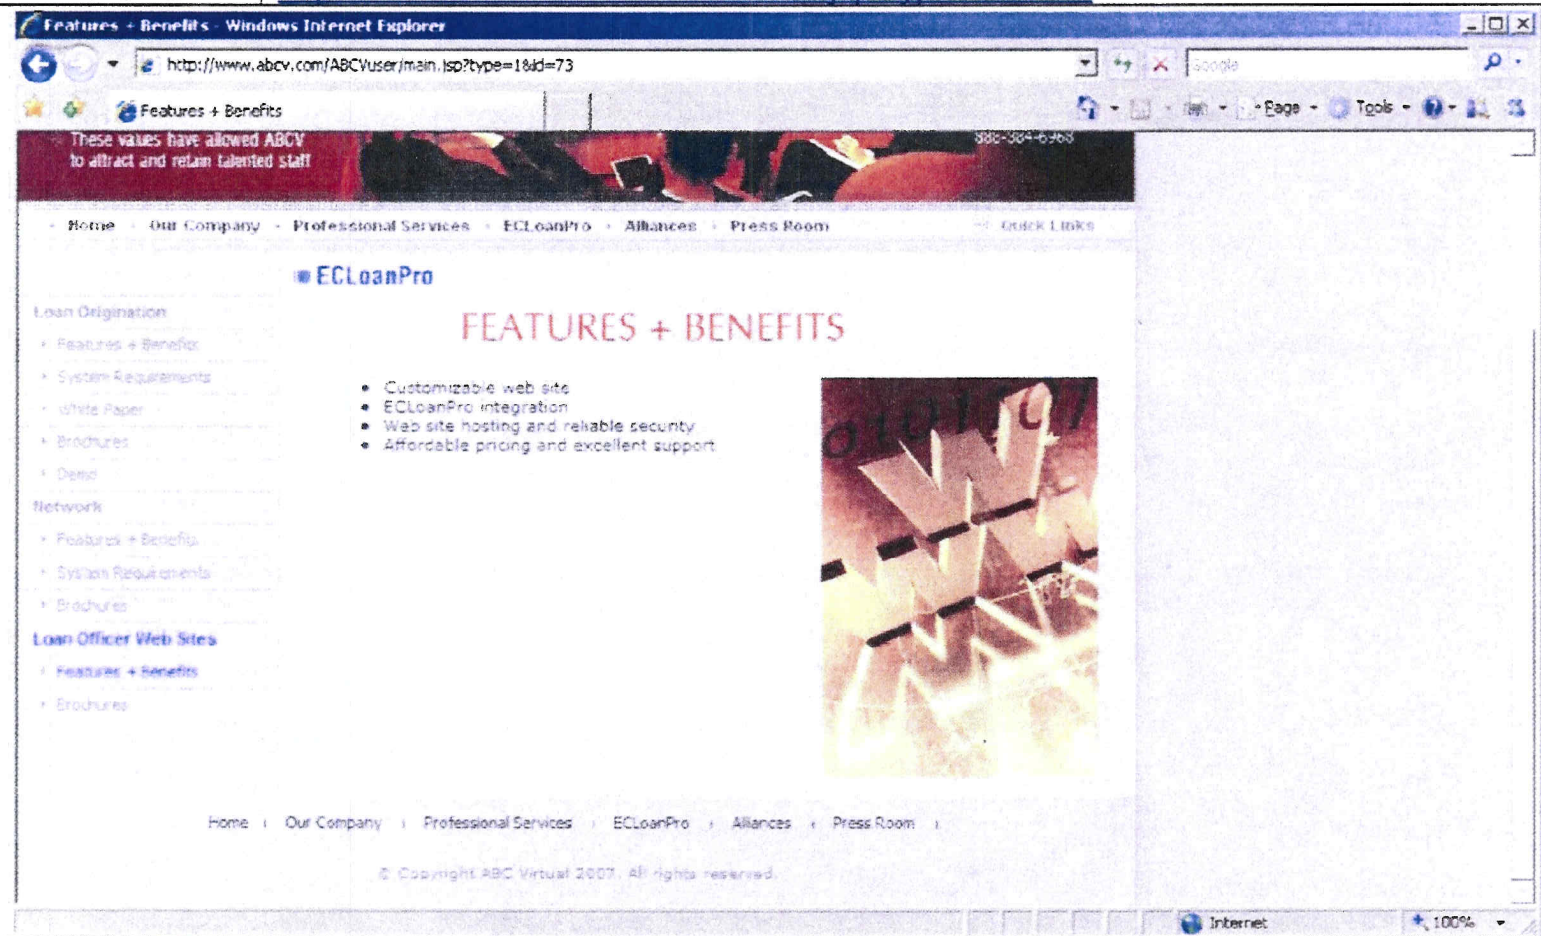 Features + Benefits - Windows Internet Explorer
http://www.abcv.com/ABCVuser/main.jsp?type=1&id=73
Google
Features + Benefits
Page
Tools
These values have allowed ABCV
to attract and retain talented staff
888-384-6968
Home
Our Company
Professional Services
ECLoanPro
Alliances
Press Room
Quick Links
ECLoanPro
Loan Origination
Features + Benefits
System Requirements
White Paper
Brochures
Demo
Network
Features + Benefits
System Requirements
Brochures
Loan Officer Web Sites
Features + Benefits
Brochures
FEATURES + BENEFITS
• Customizable web site
• ECLoanPro integration
• Web site hosting and reliable security
• Affordable pricing and excellent support
W
W
W
Home | Our Company | Professional Services | ECLoanPro | Alliances | Press Room |
© Copyright ABC Virtual 2007. All rights reserved.
Internet
100%